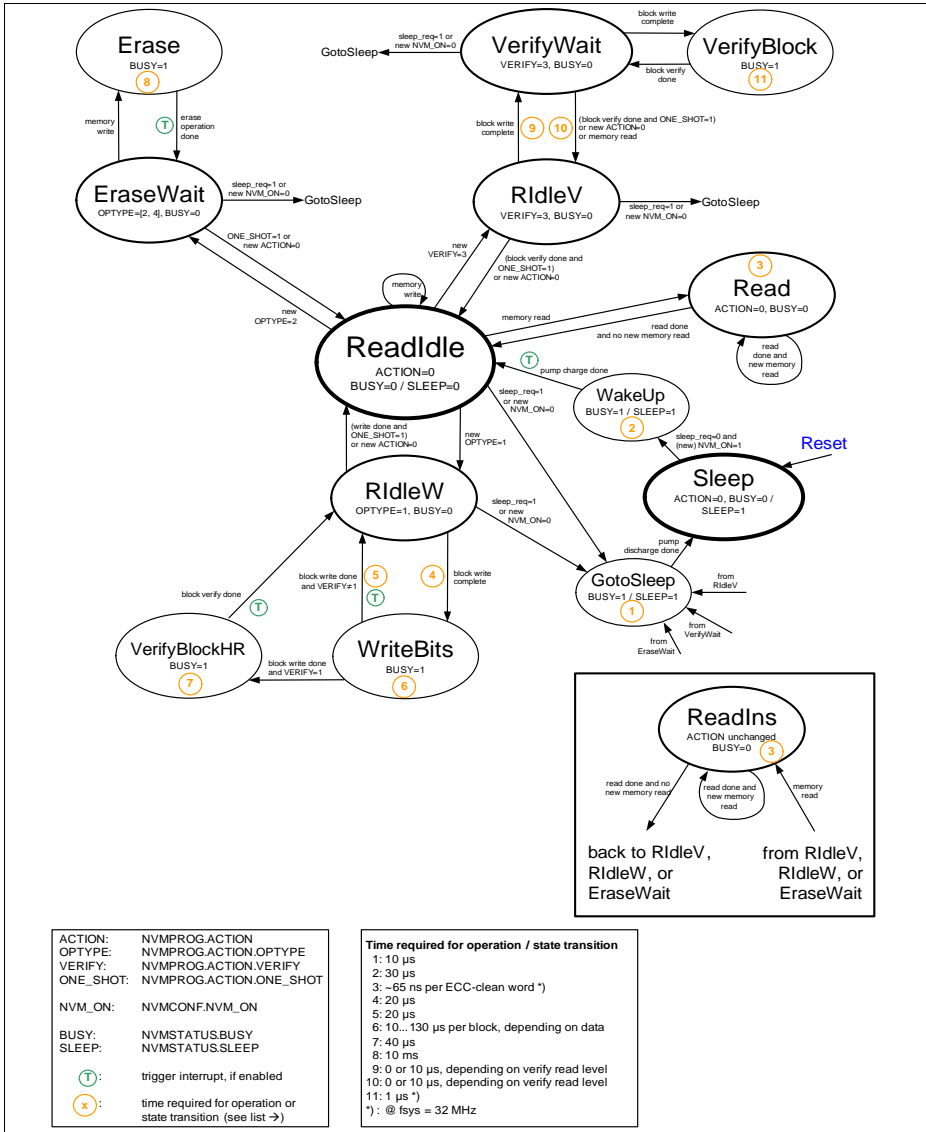 Erase
BUSY=1
8
memory
write
T
erase
operation
done
EraseWait
OPTYPE=[2, 4], BUSY=0
sleep_req=1 or
new NVM_ON=0
GotoSleep
ONE_SHOT=1 or
new ACTION=0
new
OPTYPE=2
sleep_req=1 or
new NVM_ON=0
GotoSleep
VerifyWait
VERIFY=3, BUSY=0
block write
complete
block verify
done
VerifyBlock
BUSY=1
11
block write
complete
9
10
(block verify done and ONE_SHOT=1)
or new ACTION=0
or memory read
RIdleV
VERIFY=3, BUSY=0
sleep_req=1 or
new NVM_ON=0
GotoSleep
new
VERIFY=3
(block verify done and
ONE_SHOT=1)
or new ACTION=0
memory
write
ReadIdle
ACTION=0
BUSY=0 / SLEEP=0
memory read
read done
and no new memory read
3
Read
ACTION=0, BUSY=0
read
done and
new memory
read
T
pump charge done
WakeUp
BUSY=1 / SLEEP=1
2
sleep_req=1
or new
NVM_ON=0
sleep_req=0 and
(new) NVM_ON=1
Reset
Sleep
ACTION=0, BUSY=0 /
SLEEP=1
(write done and
ONE_SHOT=1)
or new ACTION=0
new
OPTYPE=1
RIdleW
OPTYPE=1, BUSY=0
sleep_req=1
or new
NVM_ON=0
pump
discharge done
GotoSleep
BUSY=1 / SLEEP=1
1
from
RIdleV
from
VerifyWait
from
EraseWait
block verify done
T
block write done
and VERIFY≠1
5
T
4
block write
complete
VerifyBlockHR
BUSY=1
7
block write done
and VERIFY=1
WriteBits
BUSY=1
6
ReadIns
ACTION unchanged
BUSY=0
3
read done and no
new memory read
read done and
new memory
read
memory
read
back to RIdleV,
RIdleW, or
EraseWait
from RIdleV,
RIdleW, or
EraseWait
ACTION: NVMPROG.ACTION
OPTYPE: NVMPROG.ACTION.OPTYPE
VERIFY: NVMPROG.ACTION.VERIFY
ONE_SHOT: NVMPROG.ACTION.ONE_SHOT
NVM_ON: NVMCONF.NVM_ON
BUSY: NVMSTATUS.BUSY
SLEEP: NVMSTATUS.SLEEP
T : trigger interrupt, if enabled
x : time required for operation or
state transition (see list →)
Time required for operation / state transition
1: 10 µs
2: 30 µs
3: ~65 ns per ECC-clean word *)
4: 20 µs
5: 20 µs
6: 10...130 µs per block, depending on data
7: 40 µs
8: 10 ms
9: 0 or 10 µs, depending on verify read level
10: 0 or 10 µs, depending on verify read level
11: 1 µs *)
*) : @ fsys = 32 MHz